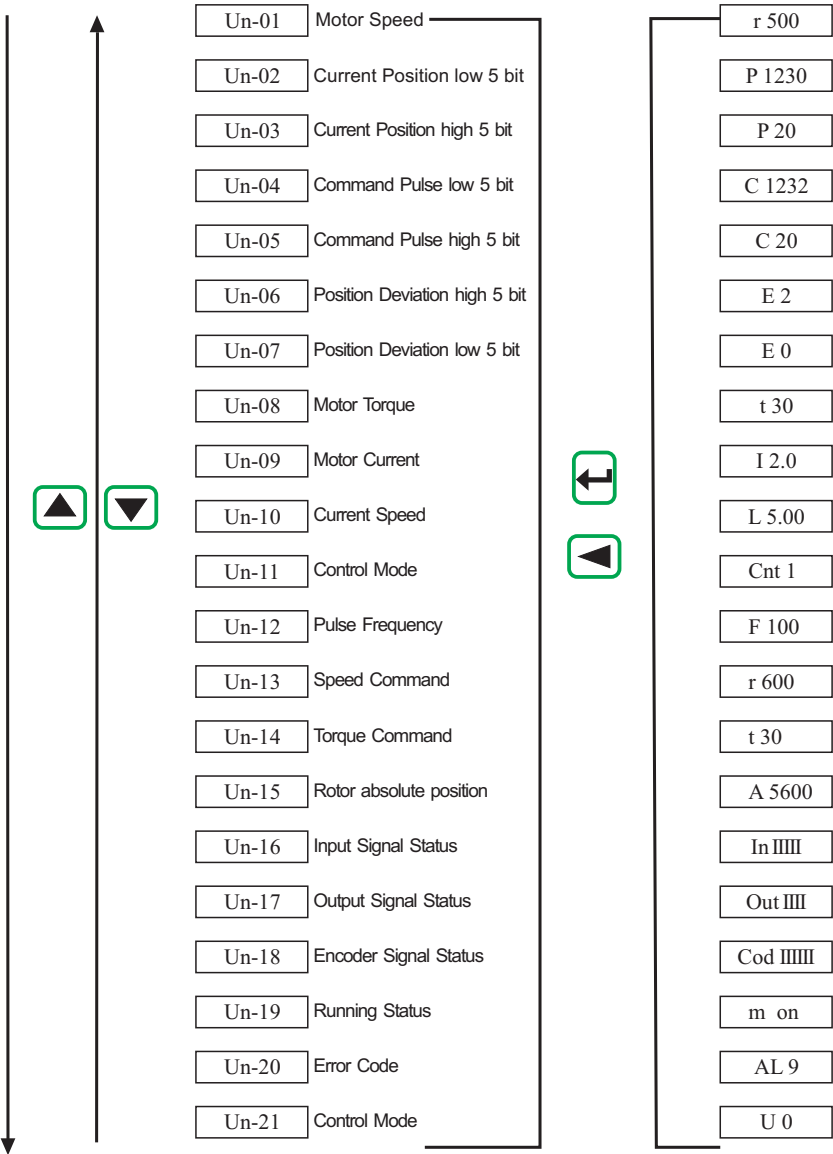 Un-01 Motor Speed r 500
Un-02 Current Position low 5 bit P 1230
Un-03 Current Position high 5 bit P 20
Un-04 Command Pulse low 5 bit C 1232
Un-05 Command Pulse high 5 bit C 20
Un-06 Position Deviation high 5 bit E 2
Un-07 Position Deviation low 5 bit E 0
Un-08 Motor Torque t 30
Un-09 Motor Current I 2.0
Un-10 Current Speed L 5.00
Un-11 Control Mode Cnt 1
Un-12 Pulse Frequency F 100
Un-13 Speed Command r 600
Un-14 Torque Command t 30
Un-15 Rotor absolute position A 5600
Un-16 Input Signal Status In IIIII
Un-17 Output Signal Status Out IIII
Un-18 Encoder Signal Status Cod IIIIII
Un-19 Running Status m on
Un-20 Error Code AL 9
Un-21 Control Mode U 0